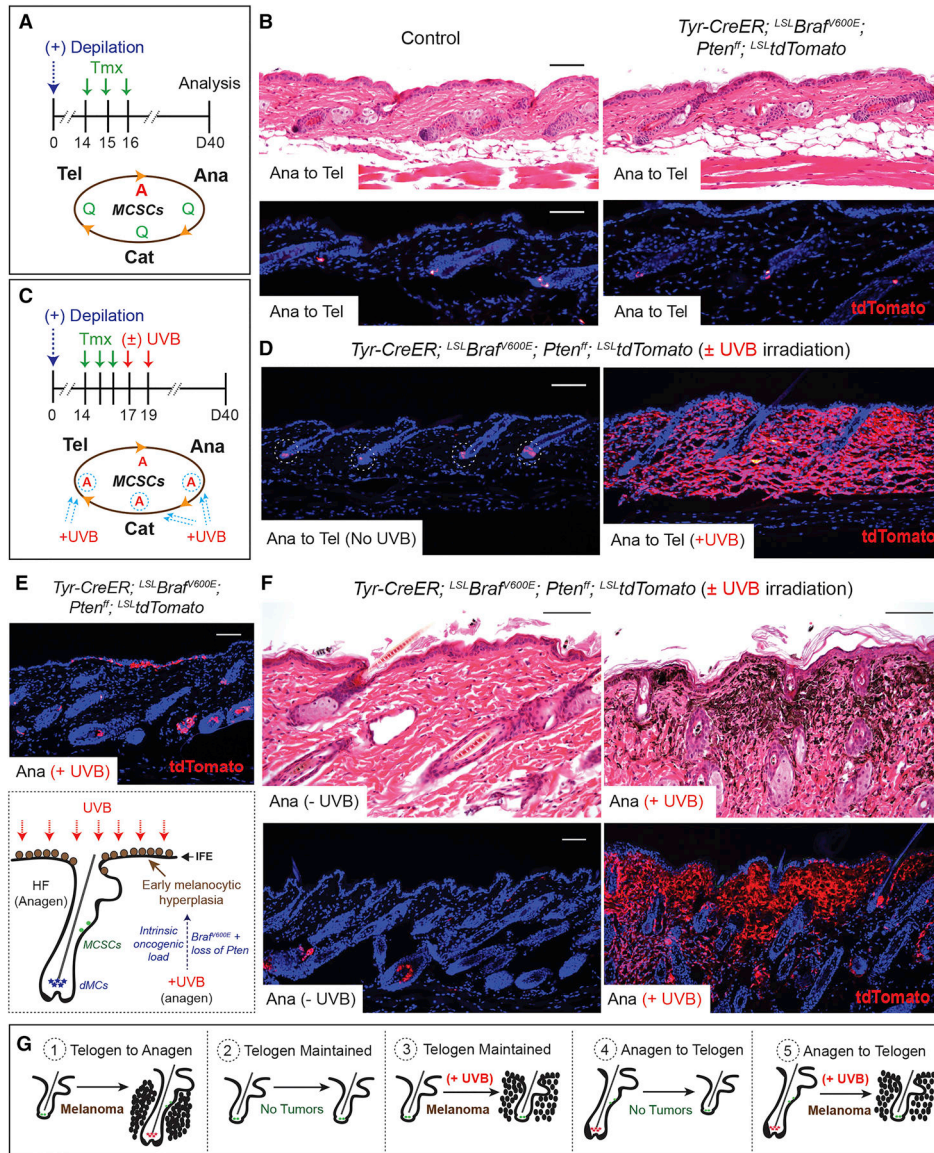 A
(+) Depilation
Tmx
Analysis
0 14 15 16 D40
Tel Ana
A
Q MCSCs Q
Q
Cat
B
Control
Tyr-CreER; LSLBrafV600E;
Ptenff; LSLtdTomato
Ana to Tel
Ana to Tel
Ana to Tel
Ana to Tel
tdTomato
C
(+) Depilation
Tmx (±) UVB
0 14 17 19 D40
Tel Ana
A
A MCSCs A
A
+UVB Cat +UVB
D
Tyr-CreER; LSLBrafV600E; Ptenff; LSLtdTomato (± UVB irradiation)
Ana to Tel (No UVB)
Ana to Tel (+UVB)
tdTomato
E
Tyr-CreER; LSLBrafV600E;
Ptenff; LSLtdTomato
Ana (+ UVB)
tdTomato
UVB
IFE
HF
(Anagen)
Early melanocytic
hyperplasia
MCSCs
Intrinsic
oncogenic
load
BrafV600E +
loss of Pten
dMCs
+UVB
(anagen)
F
Tyr-CreER; LSLBrafV600E; Ptenff; LSLtdTomato (± UVB irradiation)
Ana (- UVB)
Ana (+ UVB)
Ana (- UVB)
Ana (+ UVB)
tdTomato
G
1 Telogen to Anagen
Melanoma
2 Telogen Maintained
No Tumors
3 Telogen Maintained
(+ UVB)
Melanoma
4 Anagen to Telogen
No Tumors
5 Anagen to Telogen
(+ UVB)
Melanoma